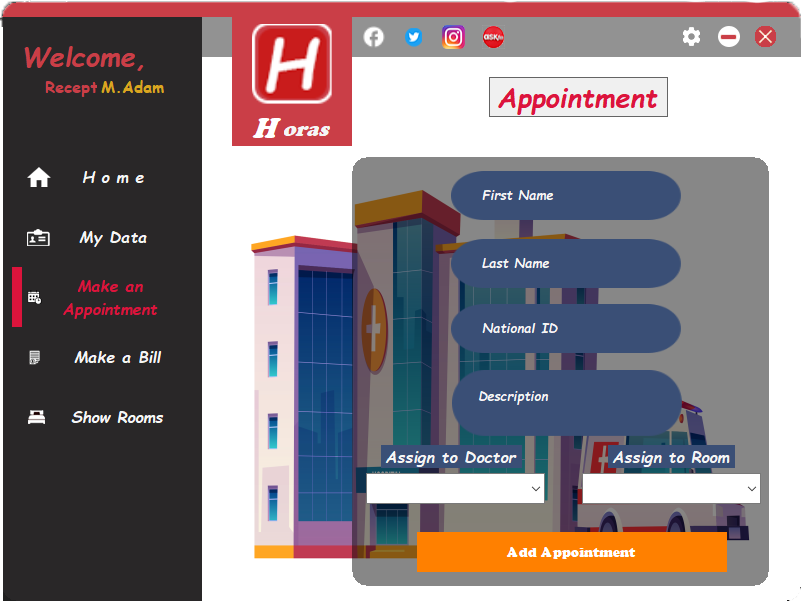 Welcome,
Recept M.Adam
Home
My Data
Make an
Appointment
Make a Bill
Show Rooms
H
Horas
askfm
Appointment
First Name
Last Name
National ID
Description
Assign to Doctor
Assign to Room
Add Appointment